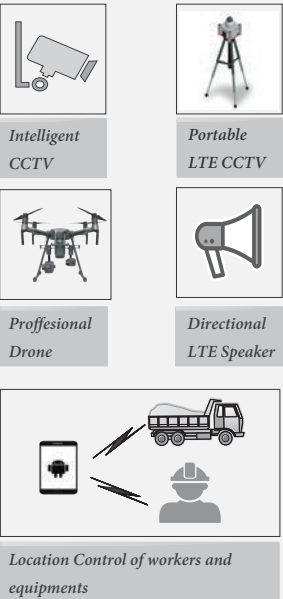 Intelligent
CCTV
Portable
LTE CCTV
Proffesional
Drone
Directional
LTE Speaker
Location Control of workers and
equipments